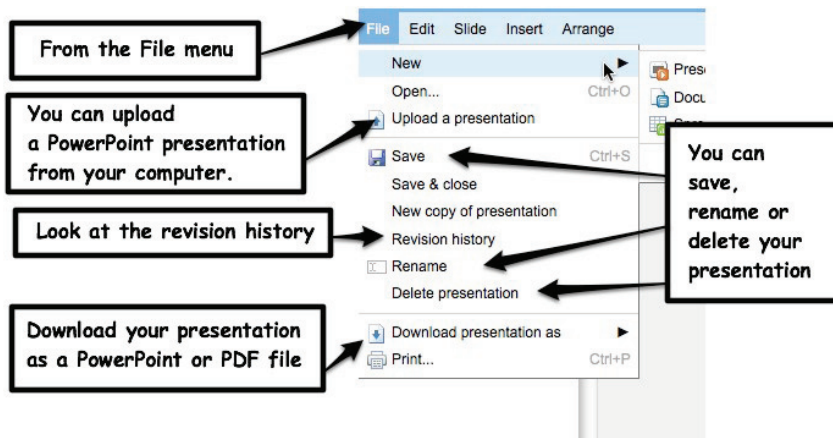 File Edit Slide Insert Arrange
From the File menu
New
Open... Ctrl+O
Upload a presentation
Save Ctrl+S
Save & close
New copy of presentation
Revision history
Rename
Delete presentation
Download presentation as
Print... Ctrl+P
You can upload
a PowerPoint presentation
from your computer.
Look at the revision history
Download your presentation
as a PowerPoint or PDF file
You can
save,
rename or
delete your
presentation